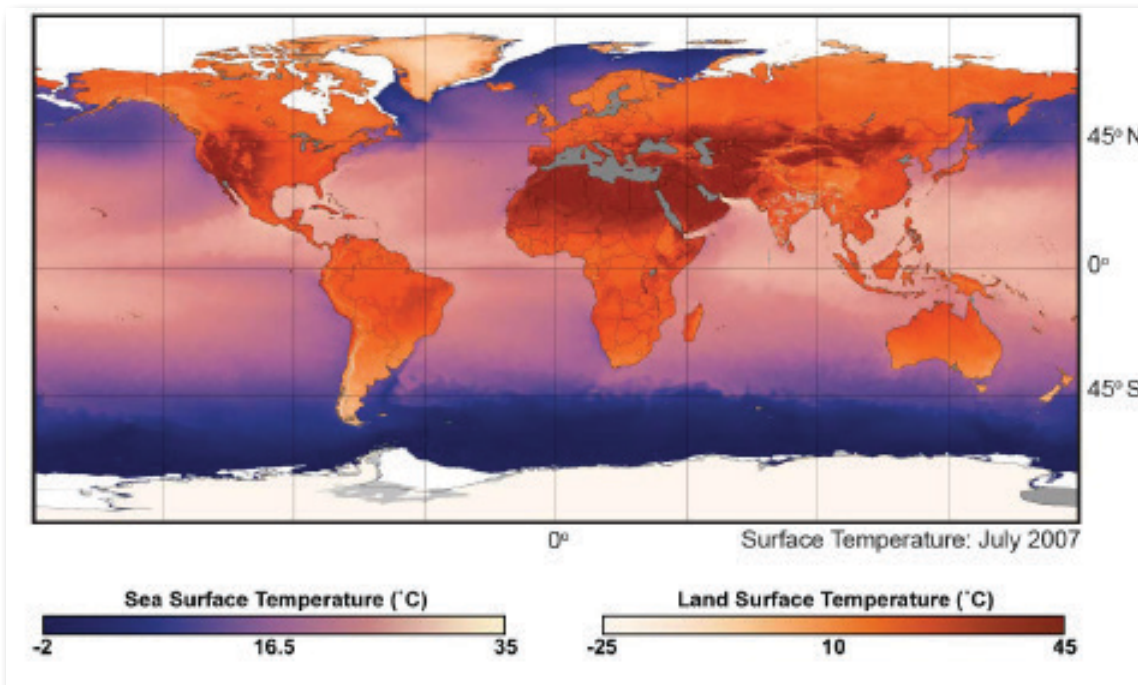 45° N
0°
45° S
0°
Surface Temperature: July 2007
Sea Surface Temperature (˚C)
-2 16.5 35
Land Surface Temperature (˚C)
-25 10 45